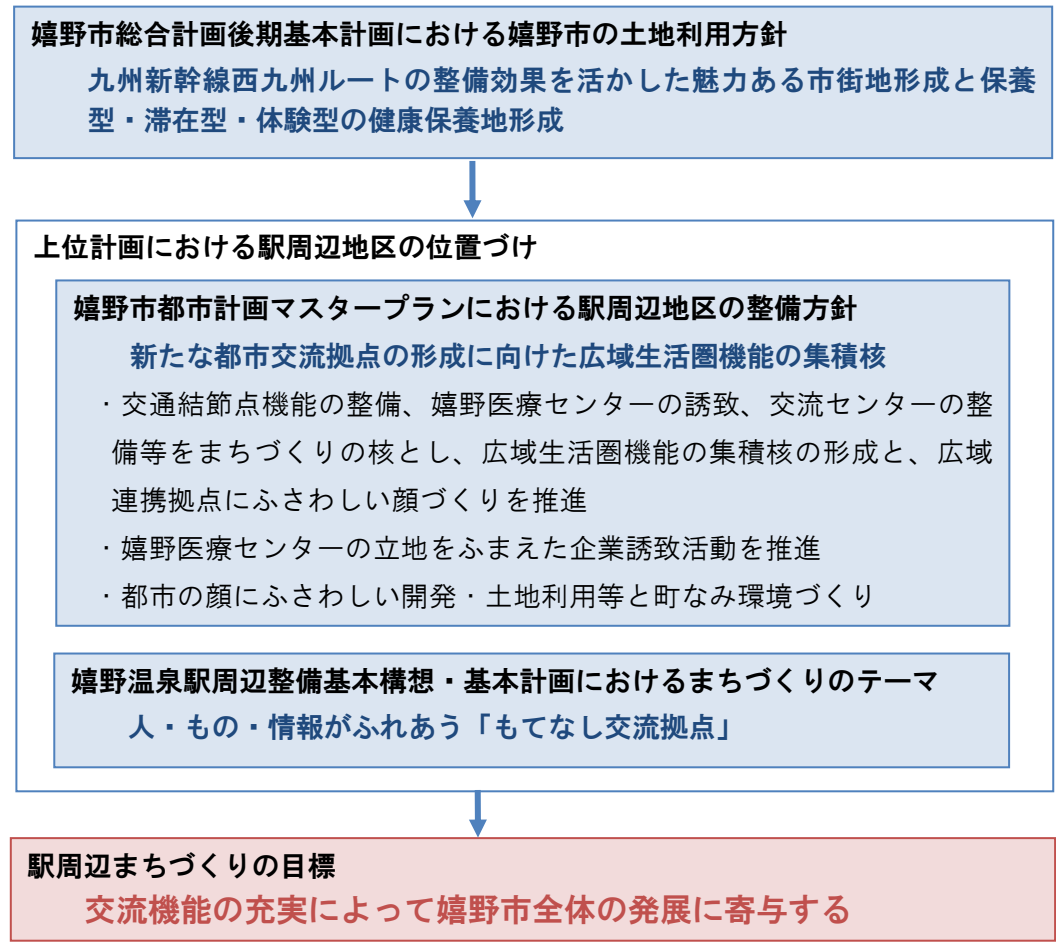 嬉野市総合計画後期基本計画における嬉野市の土地利用方針
九州新幹線西九州ルートの整備効果を活かした魅力ある市街地形成と保養
型・滞在型・体験型の健康保養地形成
上位計画における駅周辺地区の位置づけ
嬉野市都市計画マスタープランにおける駅周辺地区の整備方針
新たな都市交流拠点の形成に向けた広域生活圏機能の集積核
・交通結節点機能の整備、嬉野医療センターの誘致、交流センターの整
備等をまちづくりの核とし、広域生活圏機能の集積核の形成と、広域
連携拠点にふさわしい顔づくりを推進
・嬉野医療センターの立地をふまえた企業誘致活動を推進
・都市の顔にふさわしい開発・土地利用等と町なみ環境づくり
嬉野温泉駅周辺整備基本構想・基本計画におけるまちづくりのテーマ
人・もの・情報がふれあう「もてなし交流拠点」
駅周辺まちづくりの目標
交流機能の充実によって嬉野市全体の発展に寄与する